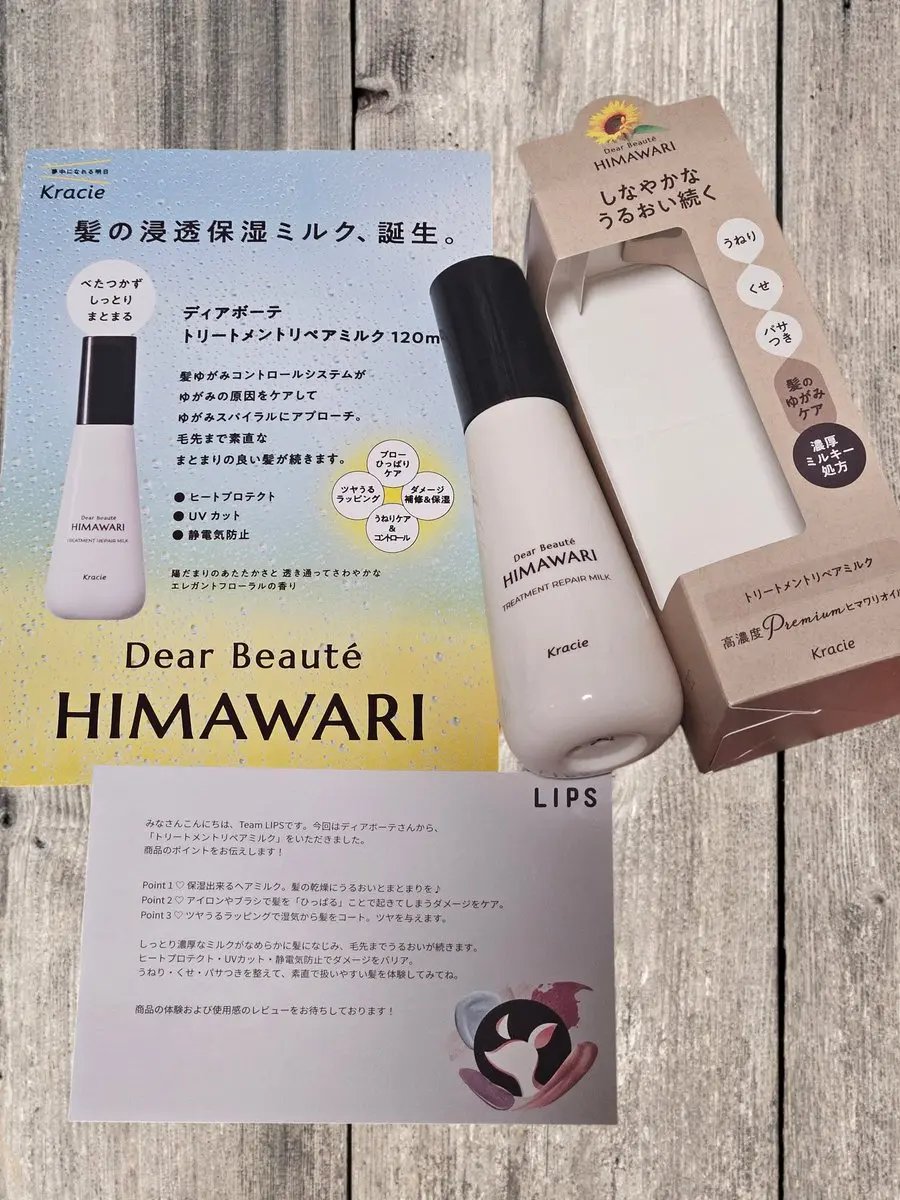 夢中になれる明日
Kracie
髪の浸透保湿ミルク、誕生。
べたつかず
しっとり
まとまる
ディアボーテ
トリートメントリペアミルク 120m
髪ゆがみコントロールシステムが
ゆがみの原因をケアして
ゆがみスパイラルにアプローチ。
毛先まで素直な
まとまりの良い髪が続きます。
● ヒートプロテクト
● UV カット
● 静電気防止
ブロー
ひっぱり
ケア
ツヤうる
ラッピング
ダメージ
補修&保湿
うねりケア
&
コントロール
陽だまりのあたたかさと 透き通ってさわやかな
エレガントフローラルの香り
Dear Beauté
HIMAWARI
TREATMENT REPAIR MILK
Kracie
Dear Beauté
HIMAWARI
Dear Beauté
HIMAWARI
TREATMENT REPAIR MILK
Kracie
Dear Beauté
HIMAWARI
しなやかな
うるおい続く
うねり
くせ
パサ
つき
髪の
ゆがみ
ケア
濃厚
ミルキー
処方
トリートメントリペアミルク
高濃度 Premium ヒマワリオイル
Kracie
LIPS
みなさんこんにちは、Team LIPSです。今回はディアボーテさんから、
「トリートメントリペアミルク」をいただきました。
商品のポイントをお伝えします！
Point 1 ♡ 保湿出来るヘアミルク。髪の乾燥にうるおいとまとまりを♪
Point 2 ♡ アイロンやブラシで髪を「ひっぱる」ことで起きてしまうダメージをケア。
Point 3 ♡ ツヤうるラッピングで湿気から髪をコート。ツヤを与えます。
しっとり濃厚なミルクがなめらかに髪になじみ、毛先までうるおいが続きます。
ヒートプロテクト・UVカット・静電気防止でダメージをバリア。
うねり・くせ・パサつきを整えて、素直で扱いやすい髪を体験してみてね。
商品の体験および使用感のレビューをお待ちしております！